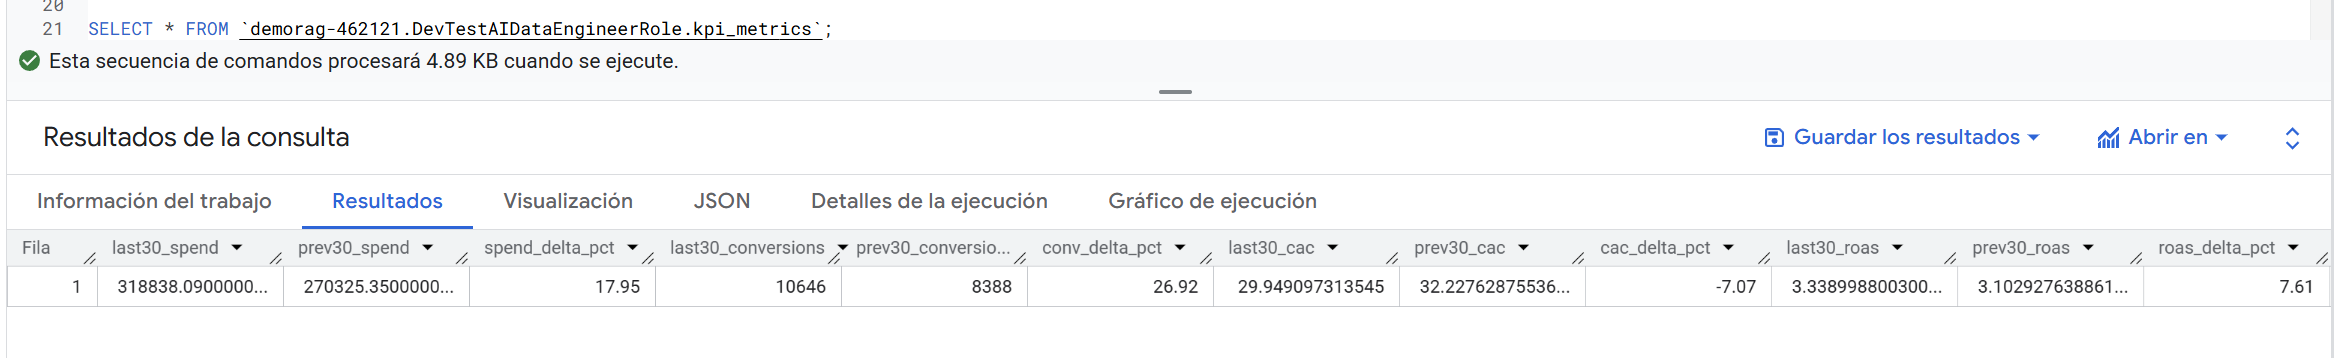 20
21 SELECT * FROM `demorag-462121.DevTestAIDataEngineerRole.kpi_metrics`;
Esta secuencia de comandos procesará 4.89 KB cuando se ejecute.
Resultados de la consulta
Guardar los resultados
Abrir en
Información del trabajo Resultados Visualización JSON Detalles de la ejecución Gráfico de ejecución
Fila last30_spend prev30_spend spend_delta_pct last30_conversions prev30_conversio... conv_delta_pct last30_cac prev30_cac cac_delta_pct last30_roas prev30_roas roas_delta_pct
1 318838.0900000... 270325.3500000... 17.95 10646 8388 26.92 29.949097313545 32.22762875536... -7.07 3.338998800300... 3.102927638861... 7.61